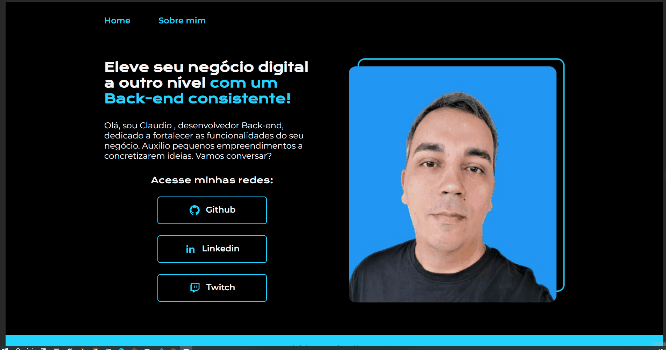 Home Sobre mim
Eleve seu negócio digital
a outro nível com um
Back-end consistente!
Olá, sou Claudio , desenvolvedor Back-end,
dedicado a fortalecer as funcionalidades do seu
negócio. Auxilio pequenos empreendimentos a
concretizarem ideias. Vamos conversar?
Acesse minhas redes:
Github
Linkedin
Twitch